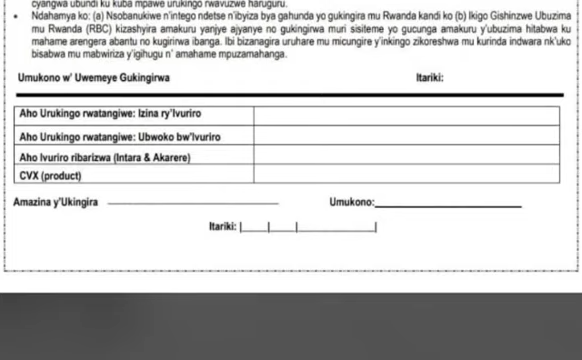 cyangwa ubundi ku kuba mpawe urukingo rwavuzwe haruguru.
• Ndahamya ko: (a) Nsobanukiwe n'intego ndetse n'ibyiza bya gahunda yo gukingira mu Rwanda kandi ko (b) Ikigo Gishinzwe Ubuzima
mu Rwanda (RBC) kizashyira amakuru yanjye ajyanye no gukingirwa muri sisiteme yo gucunga amakuru y'ubuzima hitabwa ku
mahame arengera abantu no kugirirwa ibanga. Ibi bizanagira uruhare mu micungire y'inkingo zikoreshwa mu kurinda indwara nk'uko
bisabwa mu mabwiriza y'igihugu n' amahame mpuzamahanga.
Umukono w' Uwemeye Gukingirwa Itariki:
Aho Urukingo rwatangiwe: Izina ry'Ivuriro
Aho Urukingo rwatangiwe: Ubwoko bw'Ivuriro
Aho Ivuriro ribarizwa (Intara & Akarere)
CVX (product)
Amazina y'Ukingira Umukono:
Itariki: